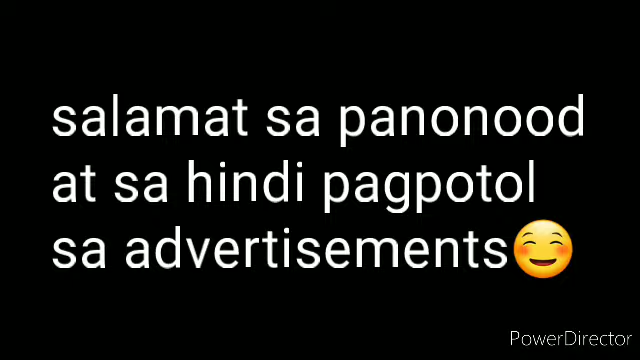 salamat sa panonood
at sa hindi pagpotol
sa advertisements😊
PowerDirector